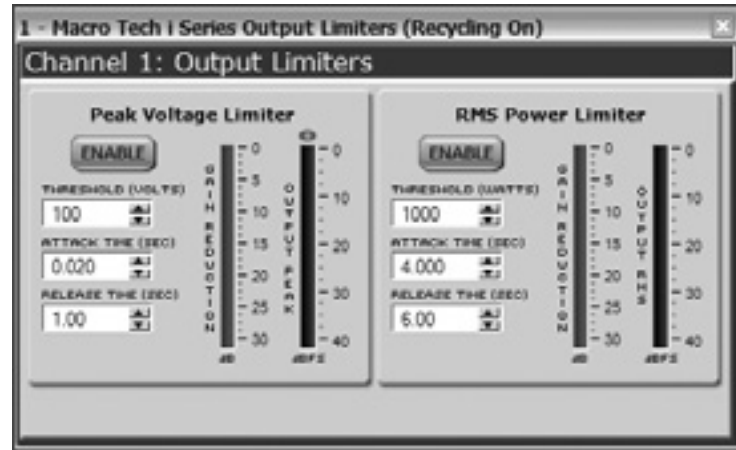 1 - Macro Tech i Series Output Limiters (Recycling On)
Channel 1: Output Limiters
Peak Voltage Limiter
ENABLE
THRESHOLD (VOLTS)
100
ATTACK TIME (SEC)
0.020
RELEASE TIME (SEC)
1.00
GAIN REDUCTION
0
5
10
15
20
25
30
dB
OUTPUT PEAK
0
10
20
30
40
dBFS
RMS Power Limiter
ENABLE
THRESHOLD (WATTS)
1000
ATTACK TIME (SEC)
4.000
RELEASE TIME (SEC)
6.00
GAIN REDUCTION
0
5
10
15
20
25
30
dB
OUTPUT RMS
0
10
20
30
40
dBFS